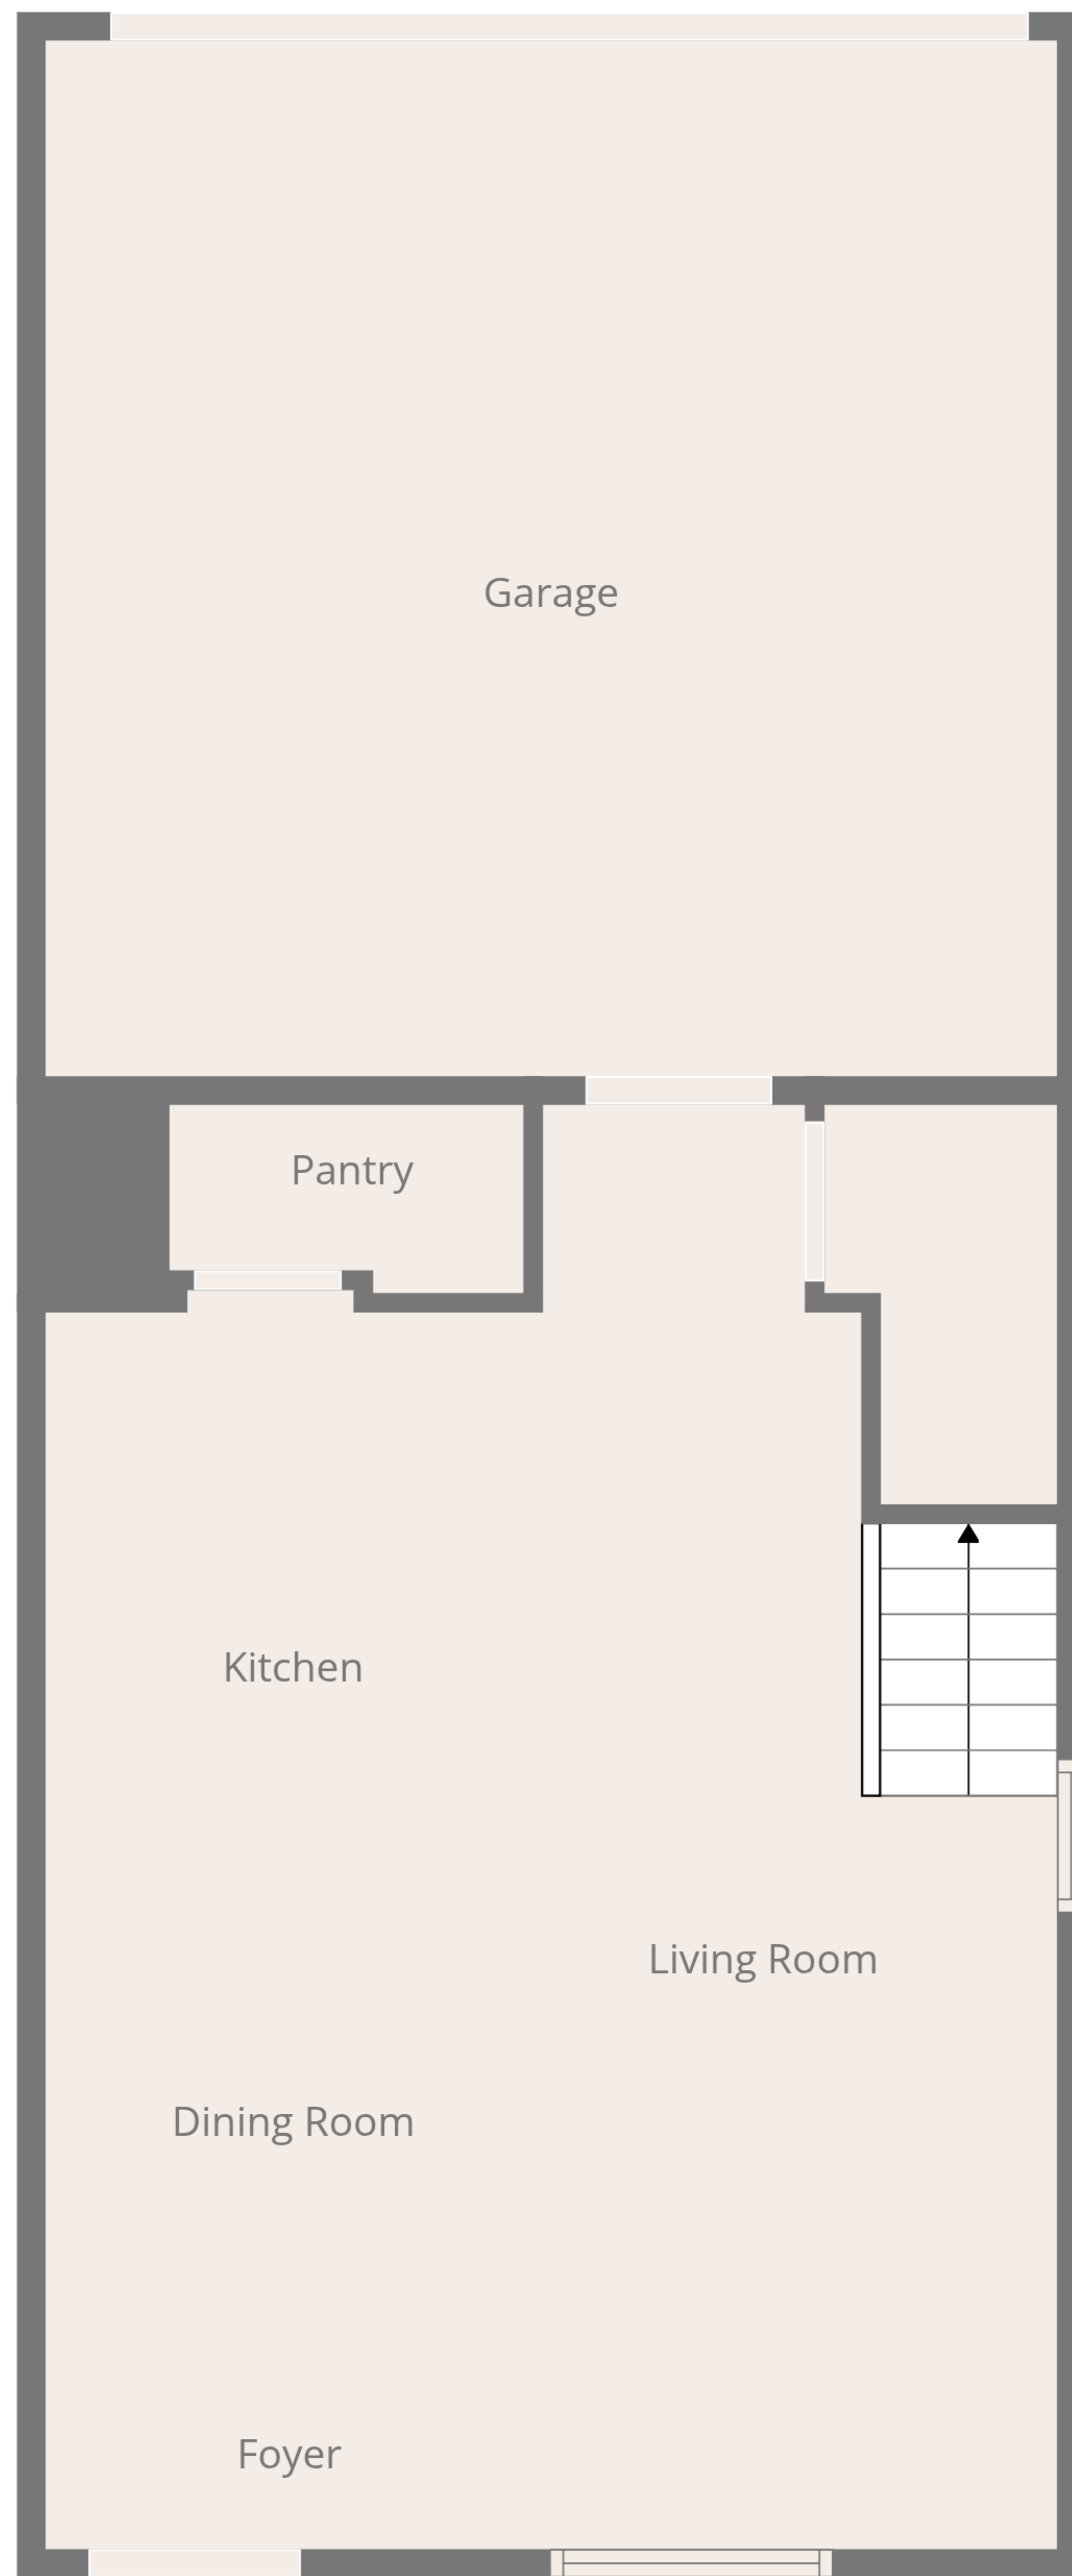 Garage
Pantry
Kitchen
Living Room
Dining Room
Foyer